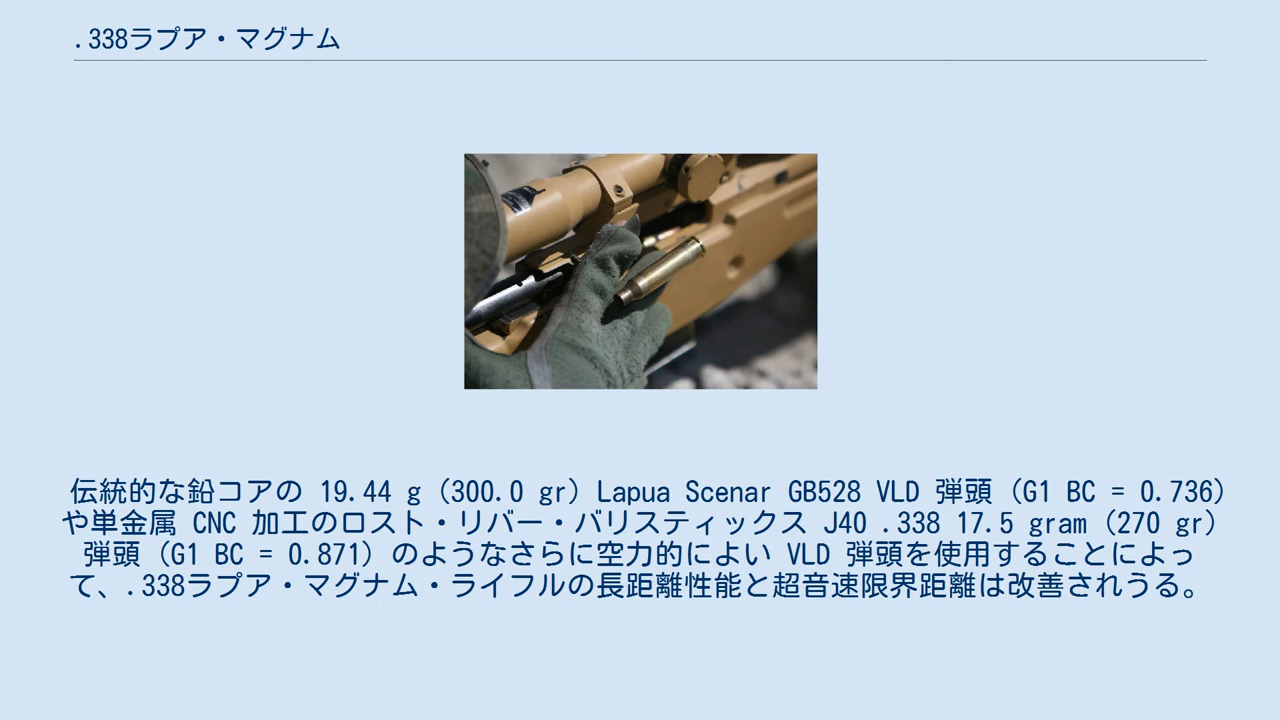 .338ラプア・マグナム
伝統的な鉛コアの 19.44 g (300.0 gr) Lapua Scenar GB528 VLD 弾頭 (G1 BC = 0.736)
や単金属 CNC 加工のロスト・リバー・バリスティックス J40 .338 17.5 gram (270 gr)
弾頭 (G1 BC = 0.871) のようなさらに空力的によい VLD 弾頭を使用することによっ
て、.338ラプア・マグナム・ライフルの長距離性能と超音速限界距離は改善されうる。